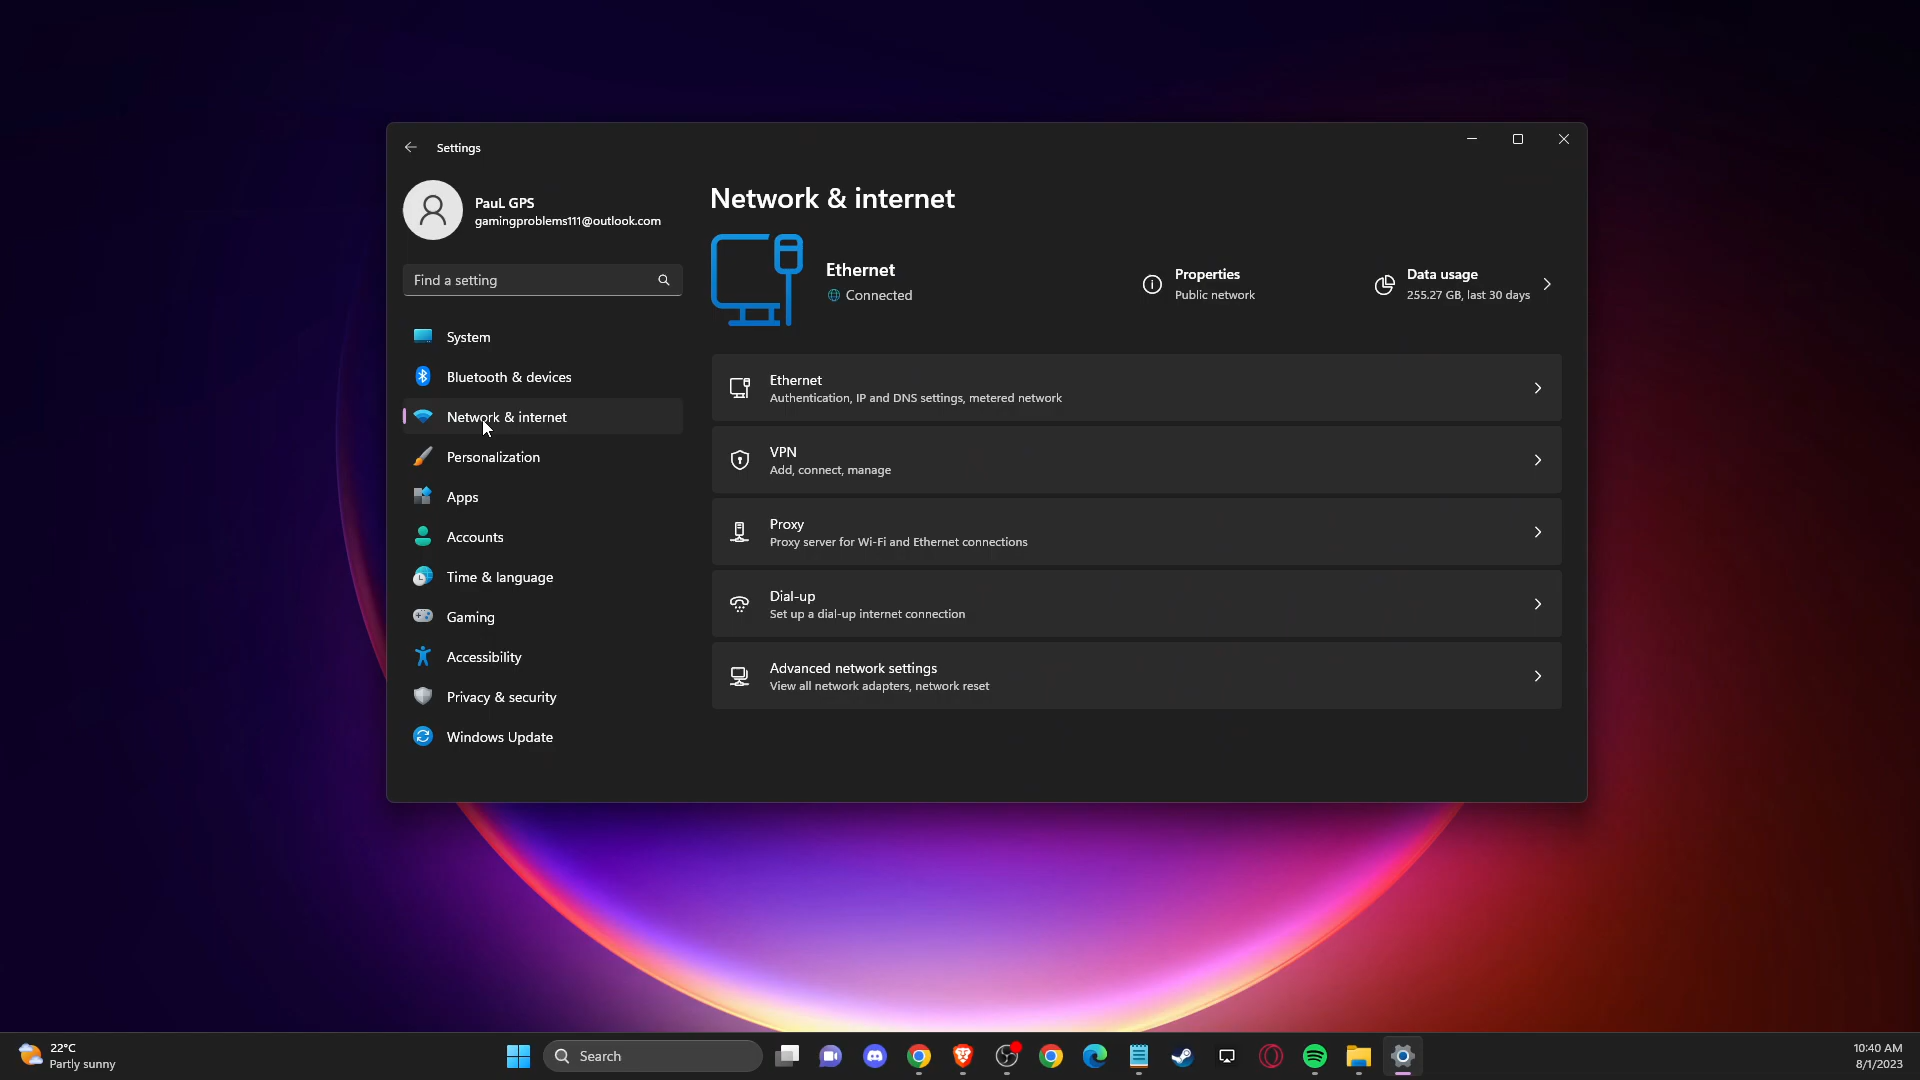 Settings
PauL GPS
gamingproblems111@outlook.com
Find a setting
System
Bluetooth & devices
Network & internet
Personalization
Apps
Accounts
Time & language
Gaming
Accessibility
Privacy & security
Windows Update
Network & internet
Ethernet
Connected
Properties
Public network
Data usage
255.27 GB, last 30 days
Ethernet
Authentication, IP and DNS settings, metered network
VPN
Add, connect, manage
Proxy
Proxy server for Wi-Fi and Ethernet connections
Dial-up
Set up a dial-up internet connection
Advanced network settings
View all network adapters, network reset
22°C
Partly sunny
Search
10:40 AM
8/1/2023